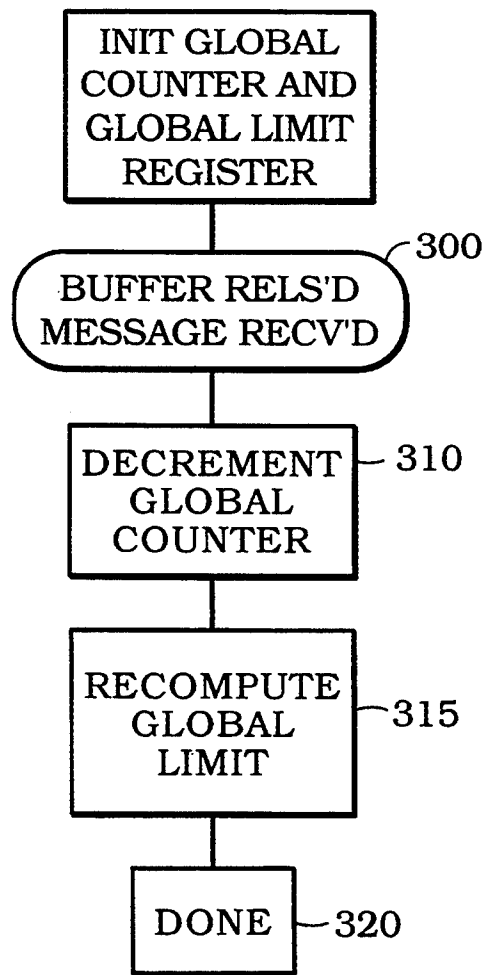 INIT GLOBAL
COUNTER AND
GLOBAL LIMIT
REGISTER
300
BUFFER RELS'D
MESSAGE RECV'D
DECREMENT
GLOBAL
COUNTER
310
RECOMPUTE
GLOBAL
LIMIT
315
DONE
320